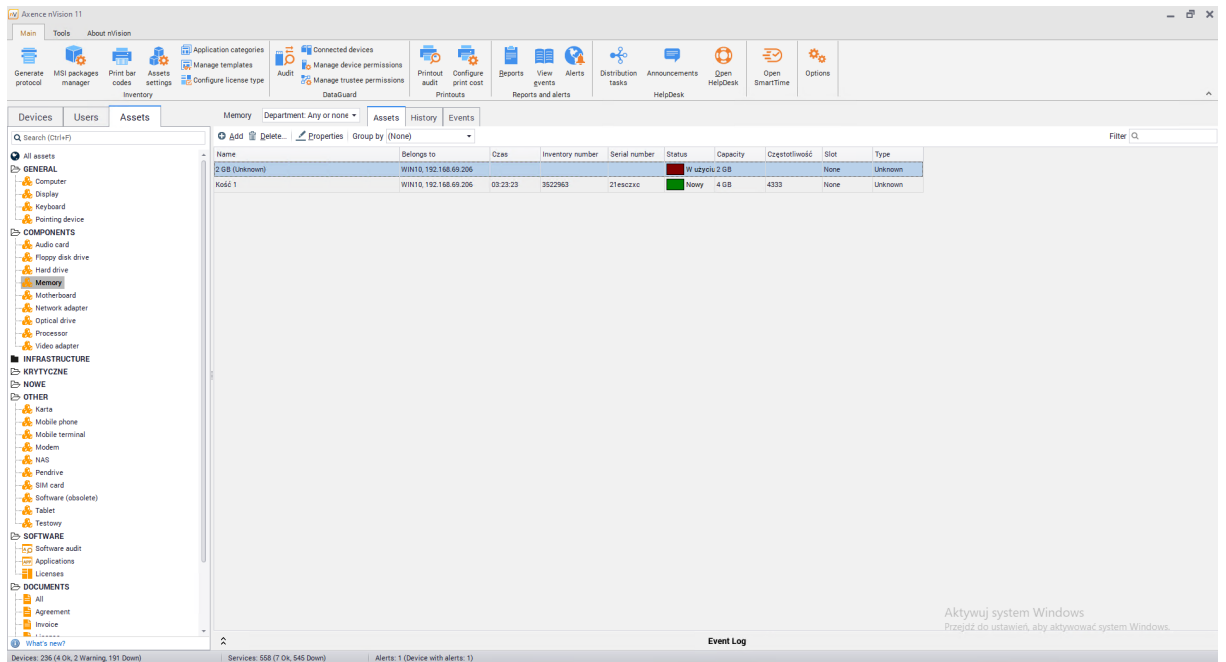 nV Axence nVision 11
Main Tools About nVision
Generate protocol
MSI packages manager
Print bar codes
Assets settings
Application categories
Manage templates
Configure license type
Inventory
Audit
Connected devices
Manage device permissions
Manage trustee permissions
DataGuard
Printout audit
Configure print cost
Printouts
Reports
View events
Alerts
Reports and alerts
Distribution tasks
Announcements
Open HelpDesk
HelpDesk
Open SmartTime
Options
Devices Users Assets
Search (Ctrl+F)
All assets
GENERAL
Computer
Display
Keyboard
Pointing device
COMPONENTS
Audio card
Floppy disk drive
Hard drive
Memory
Motherboard
Network adapter
Optical drive
Processor
Video adapter
INFRASTRUCTURE
KRYTYCZNE
NOWE
OTHER
Karta
Mobile phone
Mobile terminal
Modem
NAS
Pendrive
SIM card
Software (obsolete)
Tablet
Testowy
SOFTWARE
Software audit
Applications
Licenses
DOCUMENTS
All
Agreement
Invoice
What's new?
Memory Department: Any or none Assets History Events
Add Delete... Properties Group by (None) Filter
Name Belongs to Czas Inventory number Serial number Status Capacity Częstotliwość Slot Type
2 GB (Unknown) WIN10, 192.168.69.206 W użyciu 2 GB None Unknown
Kość 1 WIN10, 192.168.69.206 03:23:23 3522963 21esczxc Nowy 4 GB 4333 None Unknown
Aktywuj system Windows
Przejdź do ustawień, aby aktywować system Windows.
Event Log
Devices: 236 (4 Ok, 2 Warning, 191 Down) Services: 558 (7 Ok, 545 Down) Alerts: 1 (Device with alerts: 1)